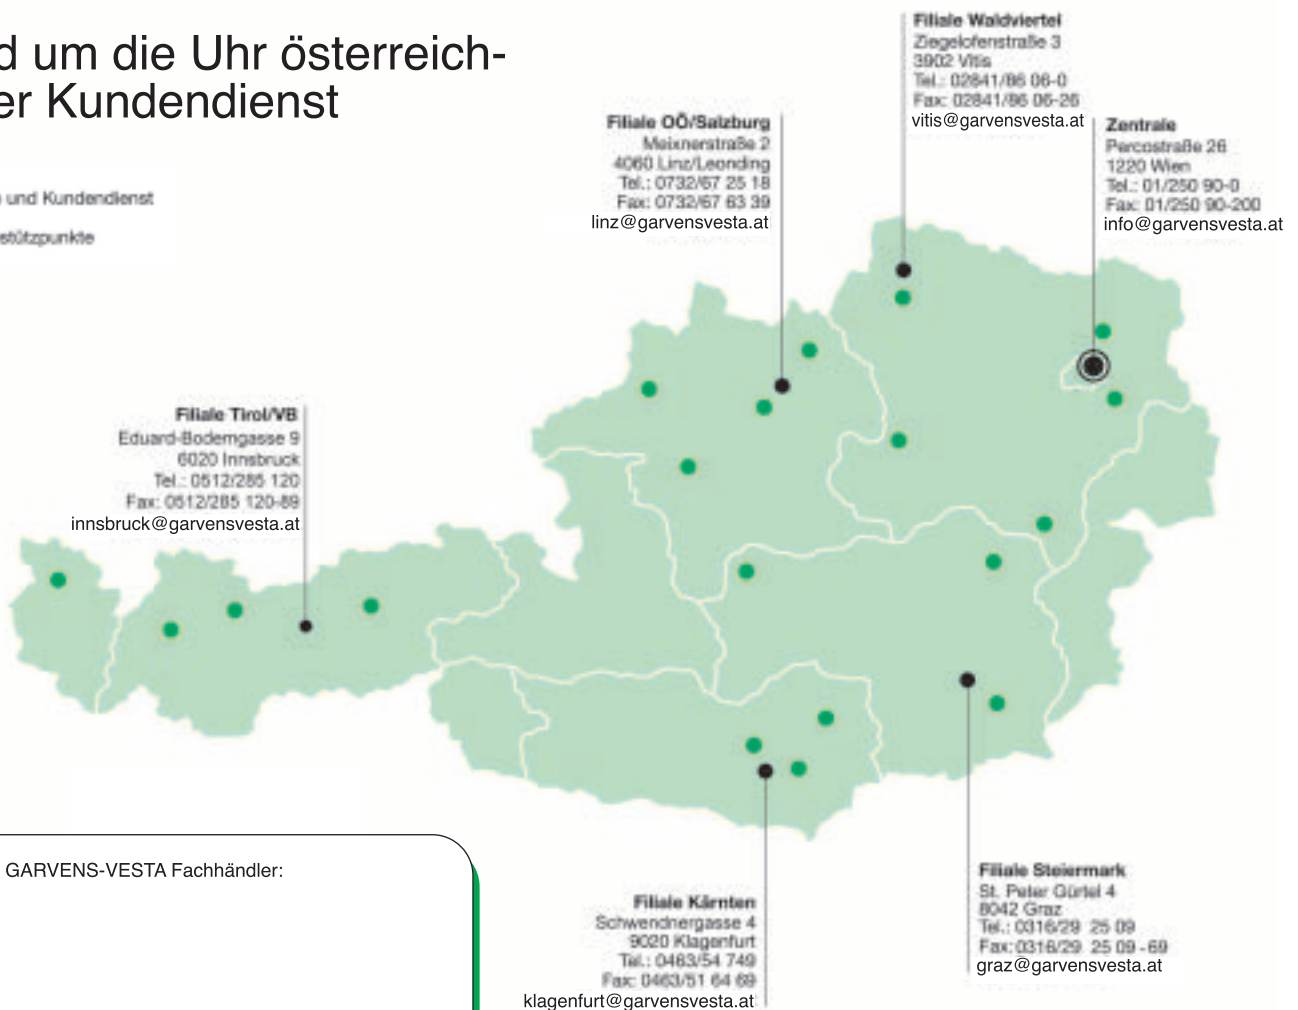 d um die Uhr österreich-
er Kundendienst
und Kundendienst
stützpunkte
Filiale Waldviertel
Ziegelofenstraße 3
3902 Vitis
Tel.: 02841/86 06-0
Fax: 02841/86 06-26
vitis@garvensvesta.at
Zentrale
Percostraße 26
1220 Wien
Tel.: 01/250 90-0
Fax: 01/250 90-200
info@garvensvesta.at
Filiale OÖ/Salzburg
Meixnerstraße 2
4060 Linz/Leonding
Tel.: 0732/67 25 18
Fax: 0732/67 63 39
linz@garvensvesta.at
Filiale Tirol/VB
Eduard-Bodemgasse 9
6020 Innsbruck
Tel.: 0512/285 120
Fax: 0512/285 120-89
innsbruck@garvensvesta.at
GARVENS-VESTA Fachhändler:
Filiale Kärnten
Schwendnergasse 4
9020 Klagenfurt
Tel.: 0463/54 749
Fax: 0463/51 64 69
klagenfurt@garvensvesta.at
Filiale Steiermark
St. Peter Gürtel 4
8042 Graz
Tel.: 0316/29 25 09
Fax: 0316/29 25 09 - 69
graz@garvensvesta.at